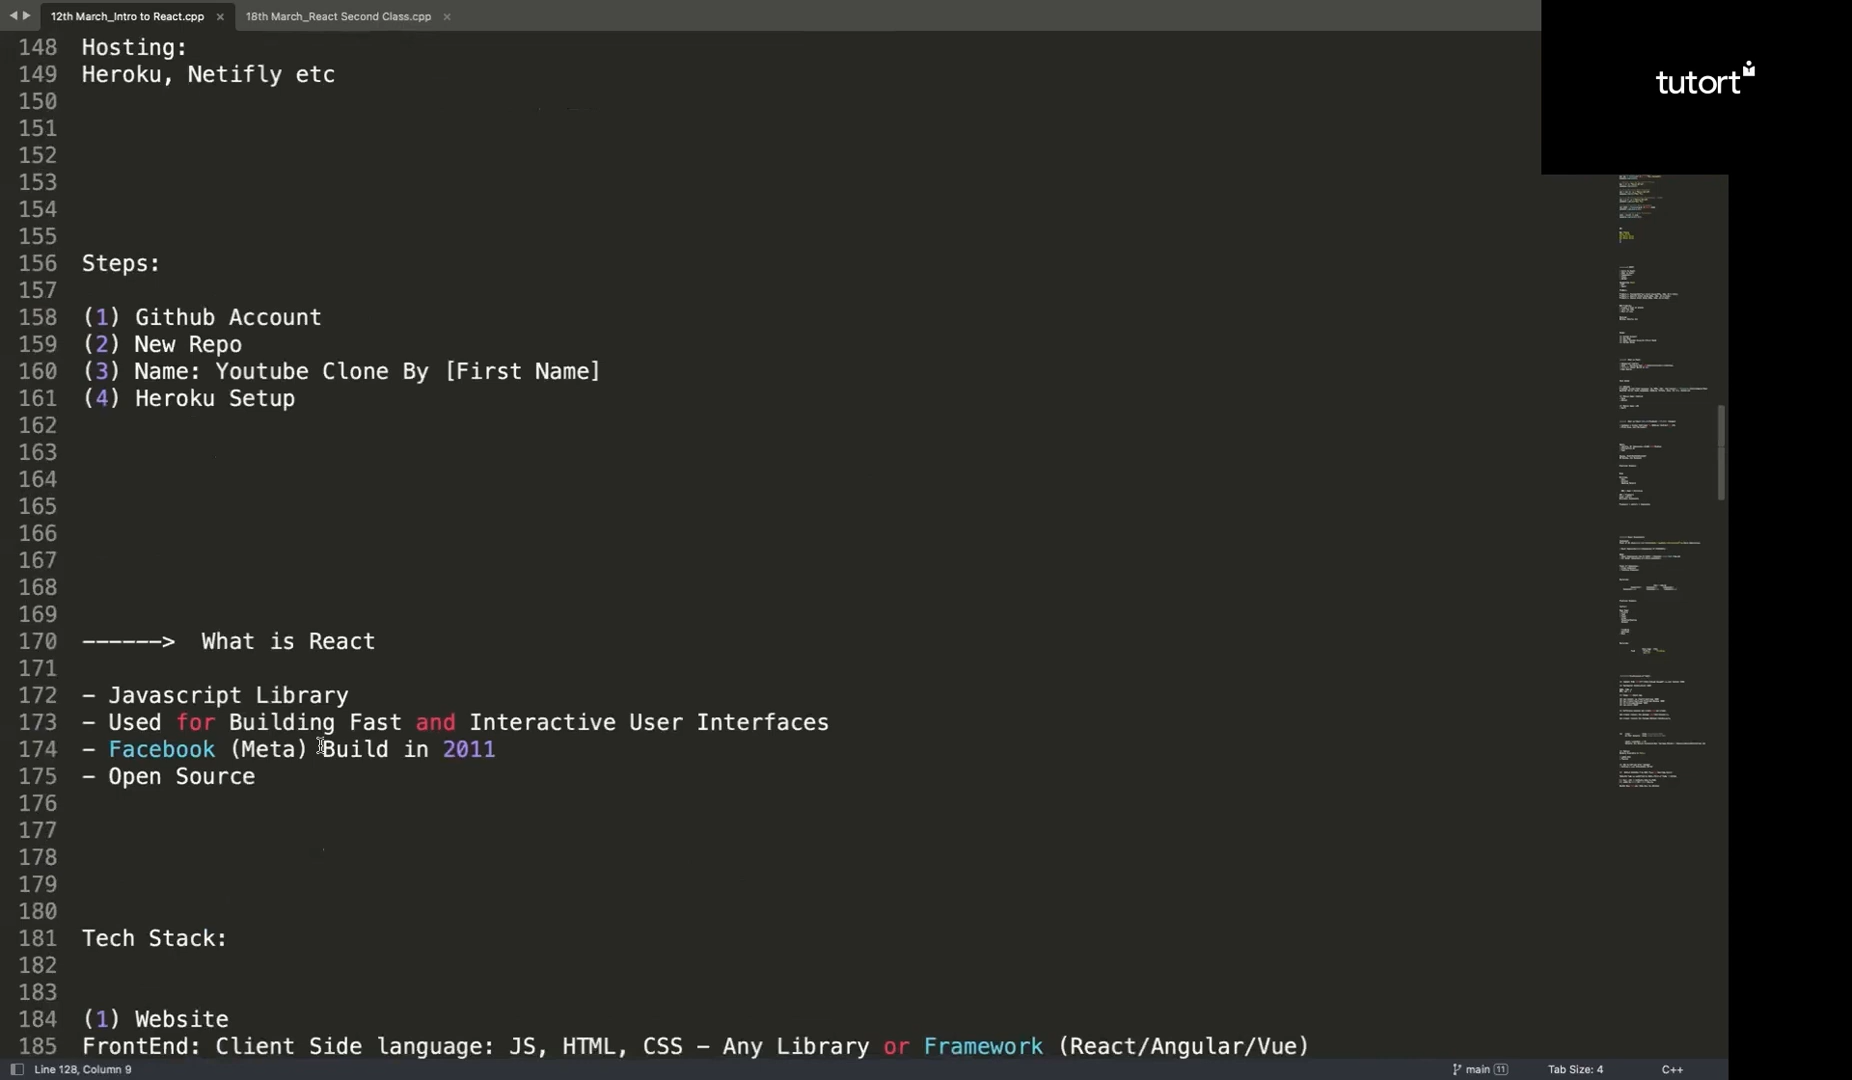 12th March_Intro to React.cpp ×
18th March_React Second Class.cpp ×
tutort
148 Hosting:
149 Heroku, Netifly etc
150
151
152
153
154
155
156 Steps:
157
158 (1) Github Account
159 (2) New Repo
160 (3) Name: Youtube Clone By [First Name]
161 (4) Heroku Setup
162
163
164
165
166
167
168
169
170 ------> What is React
171
172 - Javascript Library
173 - Used for Building Fast and Interactive User Interfaces
174 - Facebook (Meta) Build in 2011
175 - Open Source
176
177
178
179
180
181 Tech Stack:
182
183
184 (1) Website
185 FrontEnd: Client Side language: JS, HTML, CSS - Any Library or Framework (React/Angular/Vue)
Line 128, Column 9
main 11
Tab Size: 4
C++